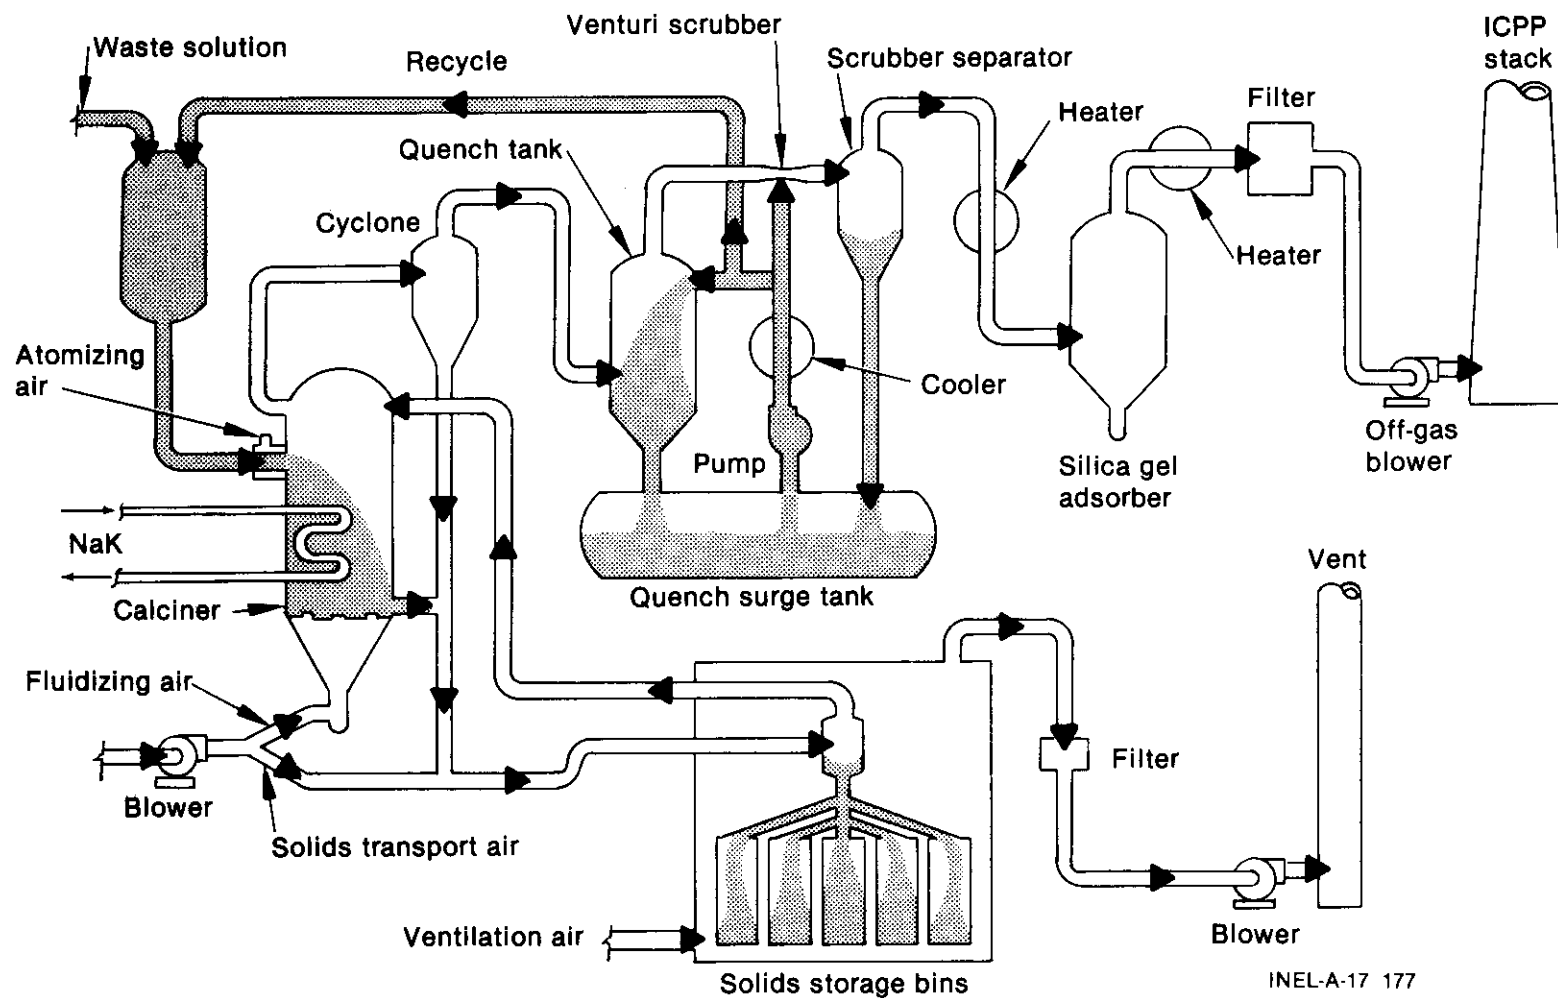 Waste solution
Recycle
Venturi scrubber
Scrubber separator
ICPP
stack
Heater
Filter
Quench tank
Cyclone
Heater
Atomizing
air
Cooler
Pump
Silica gel
adsorber
Off-gas
blower
NaK
Calciner
Quench surge tank
Vent
Fluidizing air
Filter
Blower
Solids transport air
Ventilation air
Blower
Solids storage bins
INEL-A-17 177